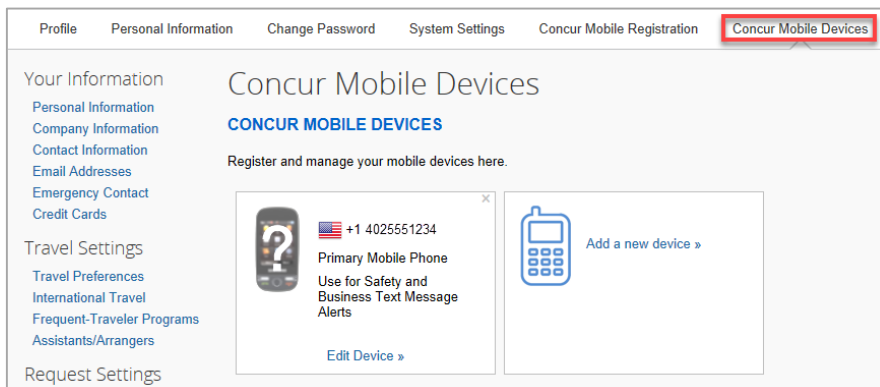 Profile Personal Information Change Password System Settings Concur Mobile Registration Concur Mobile Devices
Your Information
Personal Information
Company Information
Contact Information
Email Addresses
Emergency Contact
Credit Cards
Travel Settings
Travel Preferences
International Travel
Frequent-Traveler Programs
Assistants/Arrangers
Request Settings
Concur Mobile Devices
CONCUR MOBILE DEVICES
Register and manage your mobile devices here.
?
+1 4025551234
Primary Mobile Phone
Use for Safety and
Business Text Message
Alerts
Edit Device »
Add a new device »